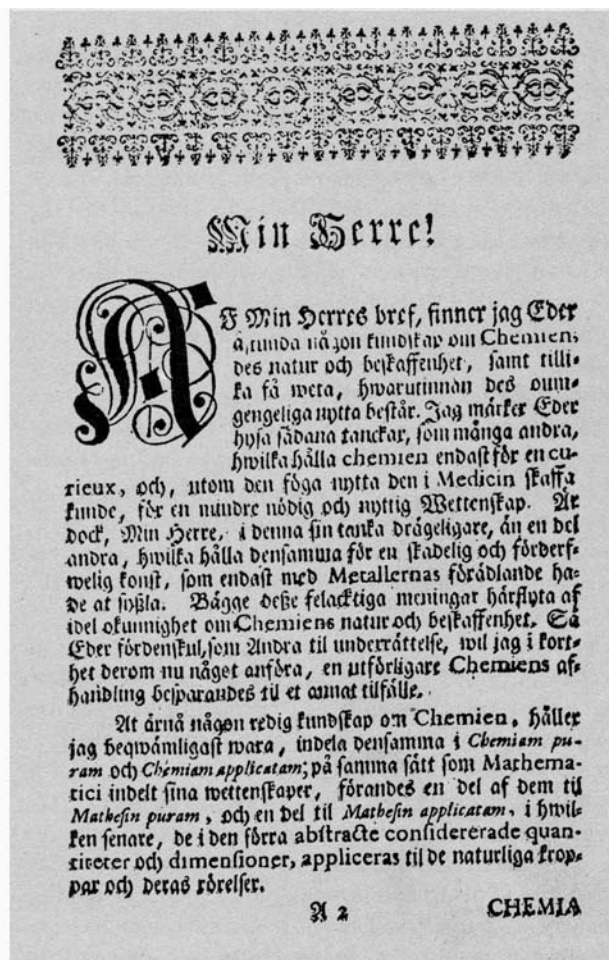 Min Herre!
AF Min Herres bref, finner jag Eder
åstunda någon kundskap om Chemien,
des natur och beskaffenhet, samt tilli-
ka få weta, hwarutinnan des oum-
gengeliga nytta består. Jag märker Eder
hysa sådana tanckar, som många andra,
hwilka hålla chemien endast för en cu-
rieux, och, utom den föga nytta den i Medicin skaffa
kunde, för en mindre nödig och nyttig Wettenskap. Är
dock, Min Herre, i denna sin tanka drägeligare, än en del
andra, hwilka hålla densamma för en skadelig och förderf-
welig konst, som endast med Metallernas förädlande ha-
de at syßla. Bägge deße felacktiga meningar härflyta af
idel okunnighet om Chemiens natur och beskaffenhet. Så
Eder fördenskul, som Andra til underrättelse, wil jag i kort-
het derom nu något anföra, en utförligare Chemiens af-
handling besparandes til et annat tilfälle.
At ärnå någon redig kundskap om Chemien, håller
jag beqwämligast wara, indela densamma i Chemiam pu-
ram och Chemiam applicatam; på samma sätt som Mathema-
tici indelt sina wettenskaper, förandes en del af dem til
Mathesin puram, och en del til Mathesin applicatam, i hwil-
ken senare, de i den förra abstracte considererade quan-
titeter och dimensioner, appliceras til de naturliga krop-
par och deras rörelser.
A 2 CHEMIA